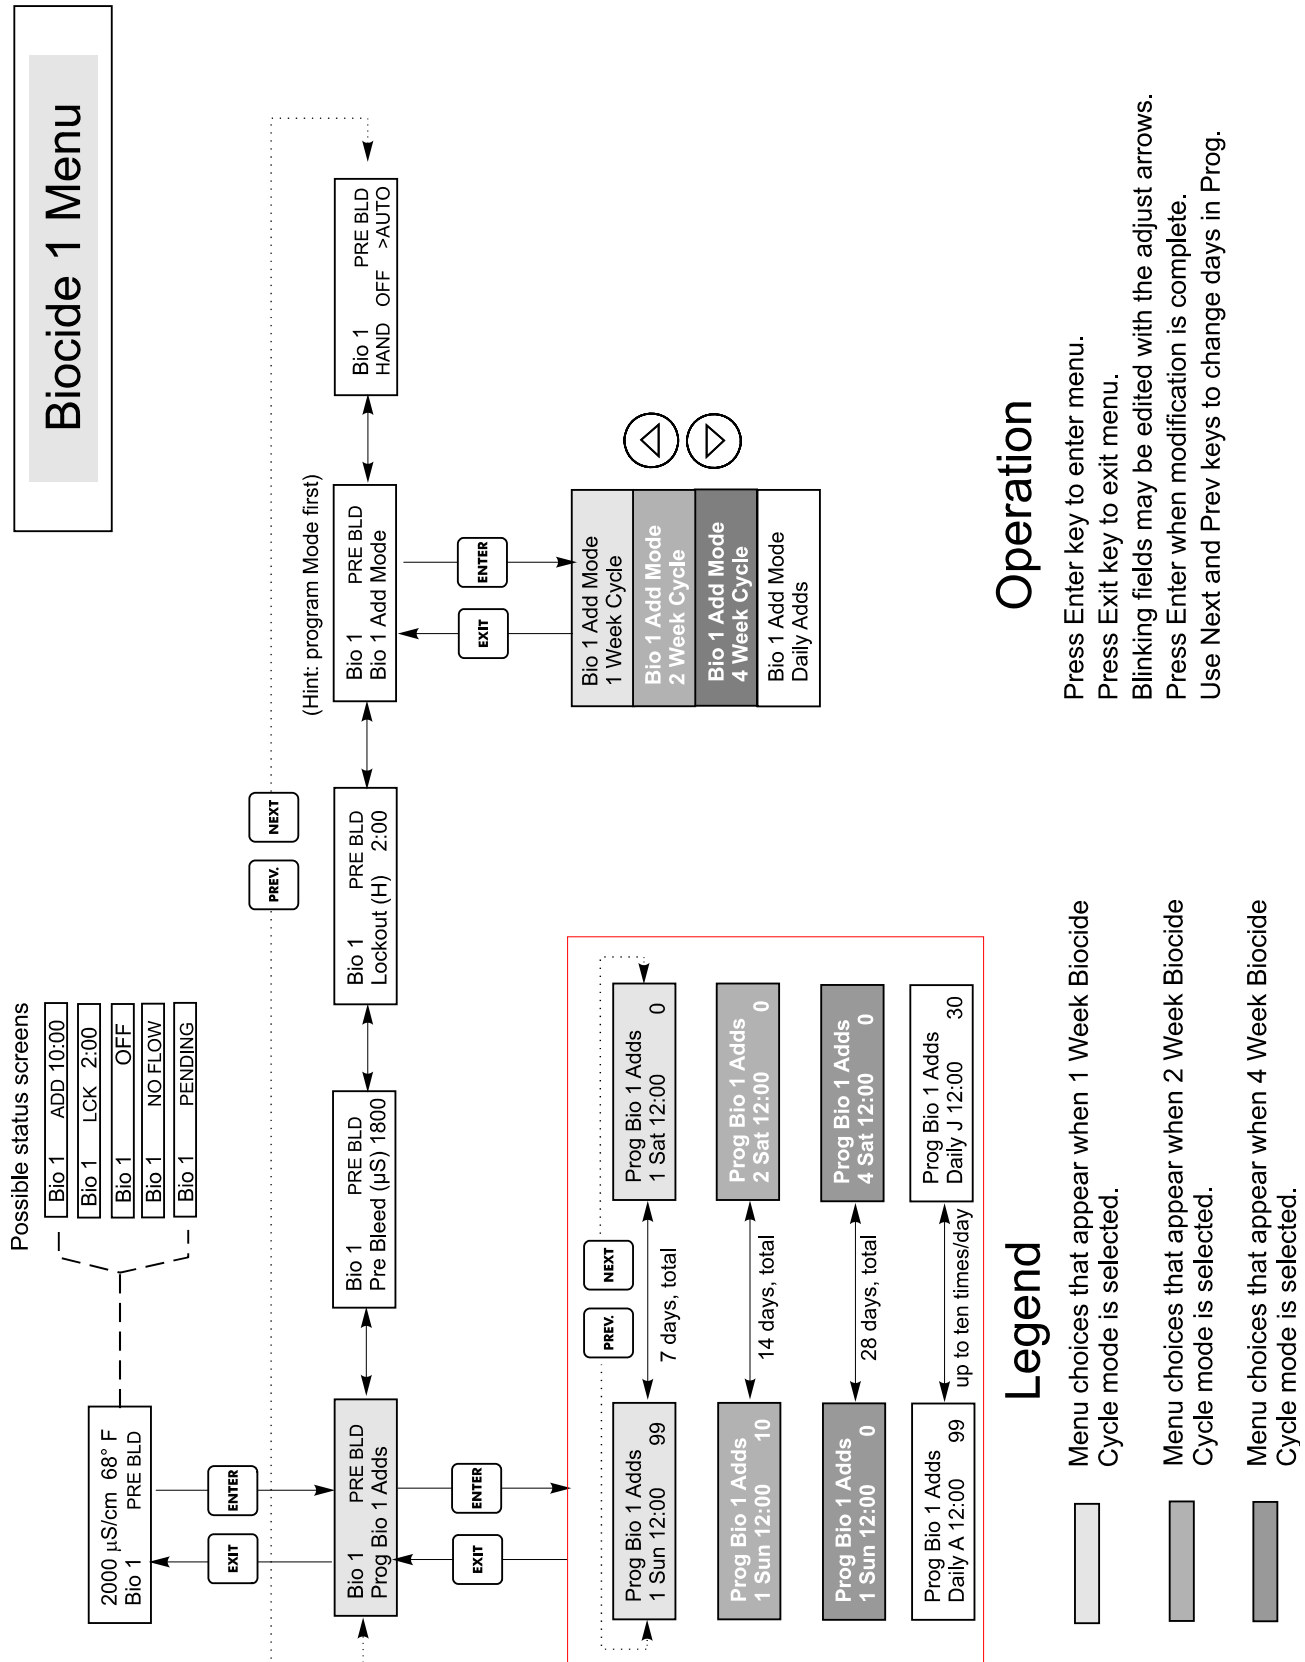 Biocide 1 Menu
Possible status screens
Bio 1 ADD 10:00
Bio 1 LCK 2:00
Bio 1 OFF
Bio 1 NO FLOW
Bio 1 PENDING
2000 µS/cm 68° F
Bio 1 PRE BLD
EXIT
ENTER
PREV.
NEXT
(Hint: program Mode first)
Bio 1 PRE BLD
Prog Bio 1 Adds
Bio 1 PRE BLD
Pre Bleed (µS) 1800
Bio 1 PRE BLD
Lockout (H) 2:00
Bio 1 PRE BLD
Bio 1 Add Mode
Bio 1 PRE BLD
HAND OFF >AUTO
EXIT
ENTER
EXIT
ENTER
Bio 1 Add Mode
1 Week Cycle
Bio 1 Add Mode
2 Week Cycle
Bio 1 Add Mode
4 Week Cycle
Bio 1 Add Mode
Daily Adds
PREV.
NEXT
Prog Bio 1 Adds
1 Sun 12:00 99
7 days, total
Prog Bio 1 Adds
1 Sat 12:00 0
Prog Bio 1 Adds
1 Sun 12:00 10
14 days, total
Prog Bio 1 Adds
2 Sat 12:00 0
Prog Bio 1 Adds
1 Sun 12:00 0
28 days, total
Prog Bio 1 Adds
4 Sat 12:00 0
Prog Bio 1 Adds
Daily A 12:00 99
up to ten times/day
Prog Bio 1 Adds
Daily J 12:00 30
Legend
Menu choices that appear when 1 Week Biocide
Cycle mode is selected.
Menu choices that appear when 2 Week Biocide
Cycle mode is selected.
Menu choices that appear when 4 Week Biocide
Cycle mode is selected.
Operation
Press Enter key to enter menu.
Press Exit key to exit menu.
Blinking fields may be edited with the adjust arrows.
Press Enter when modification is complete.
Use Next and Prev keys to change days in Prog.